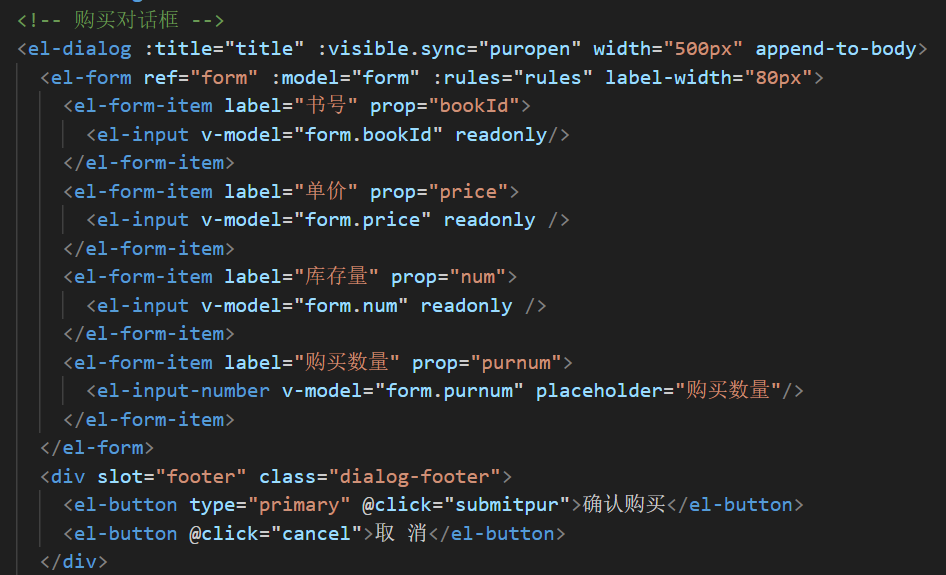 <!-- 购买对话框 -->
<el-dialog :title="title" :visible.sync="puropen" width="500px" append-to-body>
<el-form ref="form" :model="form" :rules="rules" label-width="80px">
<el-form-item label="书号" prop="bookId">
<el-input v-model="form.bookId" readonly/>
</el-form-item>
<el-form-item label="单价" prop="price">
<el-input v-model="form.price" readonly />
</el-form-item>
<el-form-item label="库存量" prop="num">
<el-input v-model="form.num" readonly />
</el-form-item>
<el-form-item label="购买数量" prop="purnum">
<el-input-number v-model="form.purnum" placeholder="购买数量"/>
</el-form-item>
</el-form>
<div slot="footer" class="dialog-footer">
<el-button type="primary" @click="submitpur">确认购买</el-button>
<el-button @click="cancel">取 消</el-button>
</div>